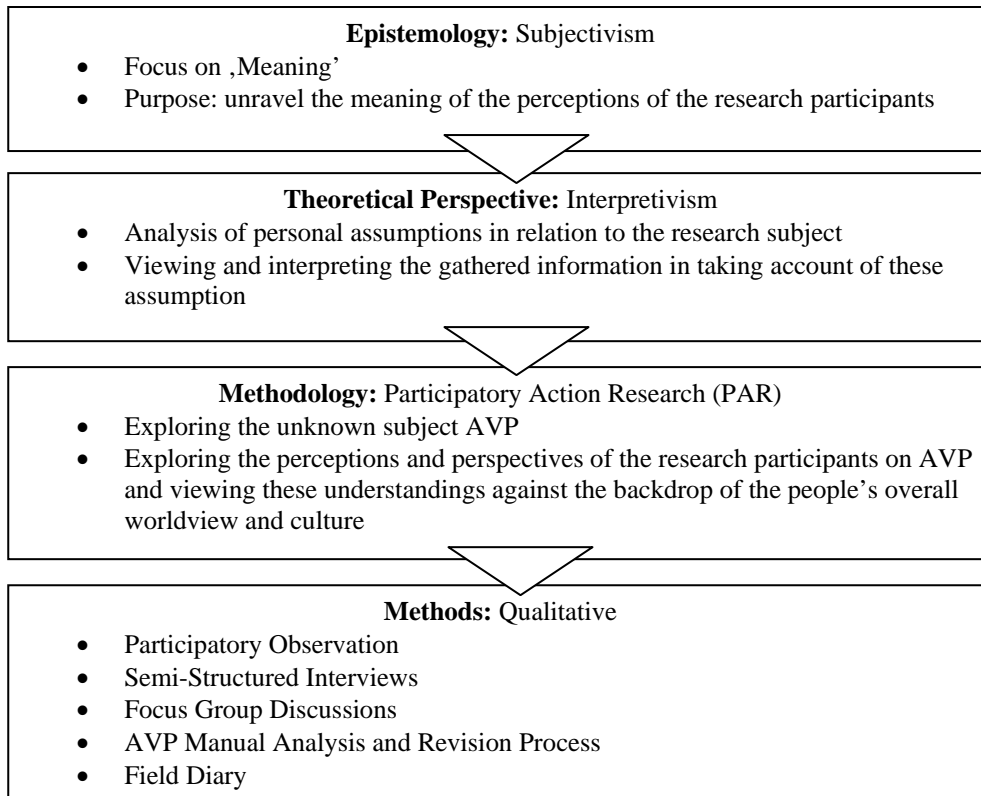 Epistemology: Subjectivism
• Focus on ‚Meaning’
• Purpose: unravel the meaning of the perceptions of the research participants
Theoretical Perspective: Interpretivism
• Analysis of personal assumptions in relation to the research subject
• Viewing and interpreting the gathered information in taking account of these
assumption
Methodology: Participatory Action Research (PAR)
• Exploring the unknown subject AVP
• Exploring the perceptions and perspectives of the research participants on AVP
and viewing these understandings against the backdrop of the people’s overall
worldview and culture
Methods: Qualitative
• Participatory Observation
• Semi-Structured Interviews
• Focus Group Discussions
• AVP Manual Analysis and Revision Process
• Field Diary